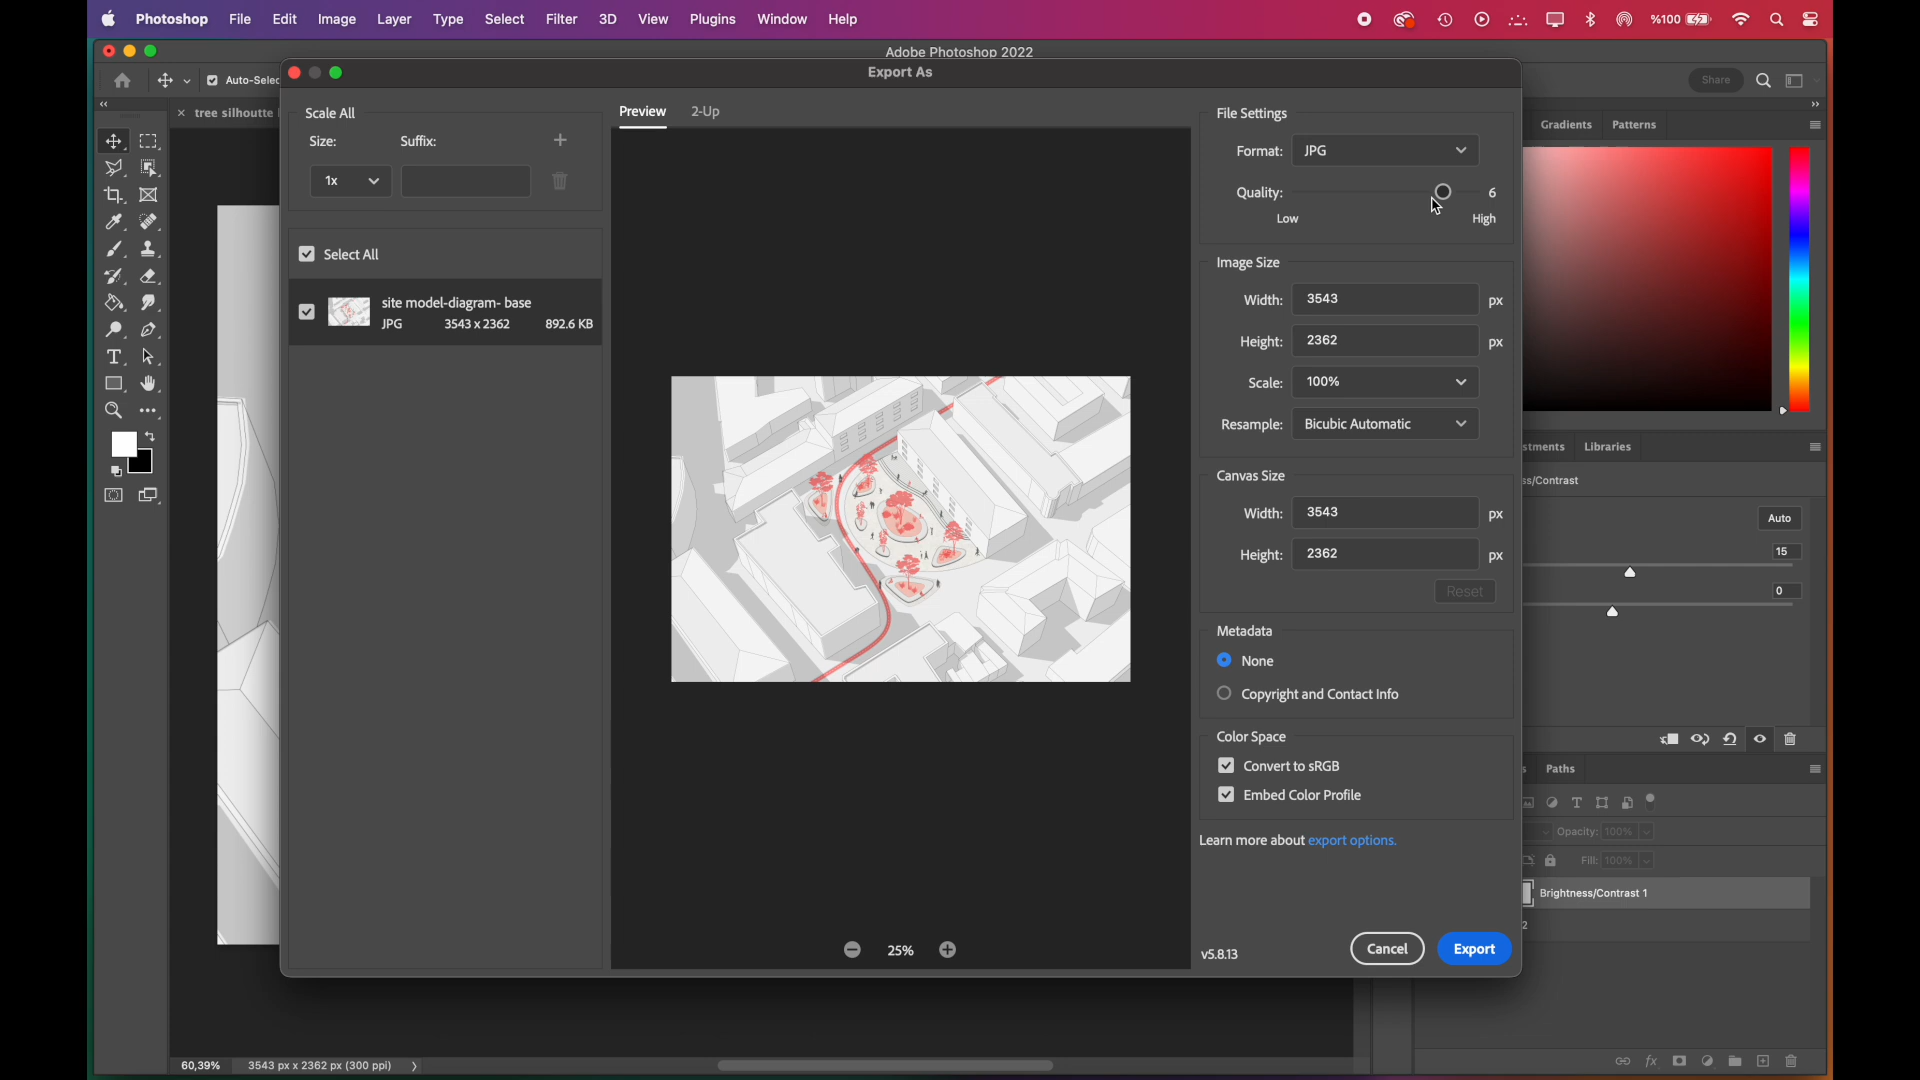 Photoshop File Edit Image Layer Type Select Filter 3D View Plugins Window Help %100
Adobe Photoshop 2022
Auto-Selec Share
Export As
tree silhoutte
Scale All
Size: Suffix:
1x
Select All
site model-diagram- base
JPG 3543 x 2362 892.6 KB
Preview 2-Up
25%
File Settings
Format: JPG
Quality: 6
Low High
Image Size
Width: 3543 px
Height: 2362 px
Scale: 100%
Resample: Bicubic Automatic
Canvas Size
Width: 3543 px
Height: 2362 px
Reset
Metadata
None
Copyright and Contact Info
Color Space
Convert to sRGB
Embed Color Profile
Learn more about export options.
v5.8.13 Cancel Export
Gradients Patterns
stments Libraries
ss/Contrast
Auto
15
0
s Paths
Opacity: 100%
Fill: 100%
Brightness/Contrast 1
2
60,39% 3543 px x 2362 px (300 ppi)